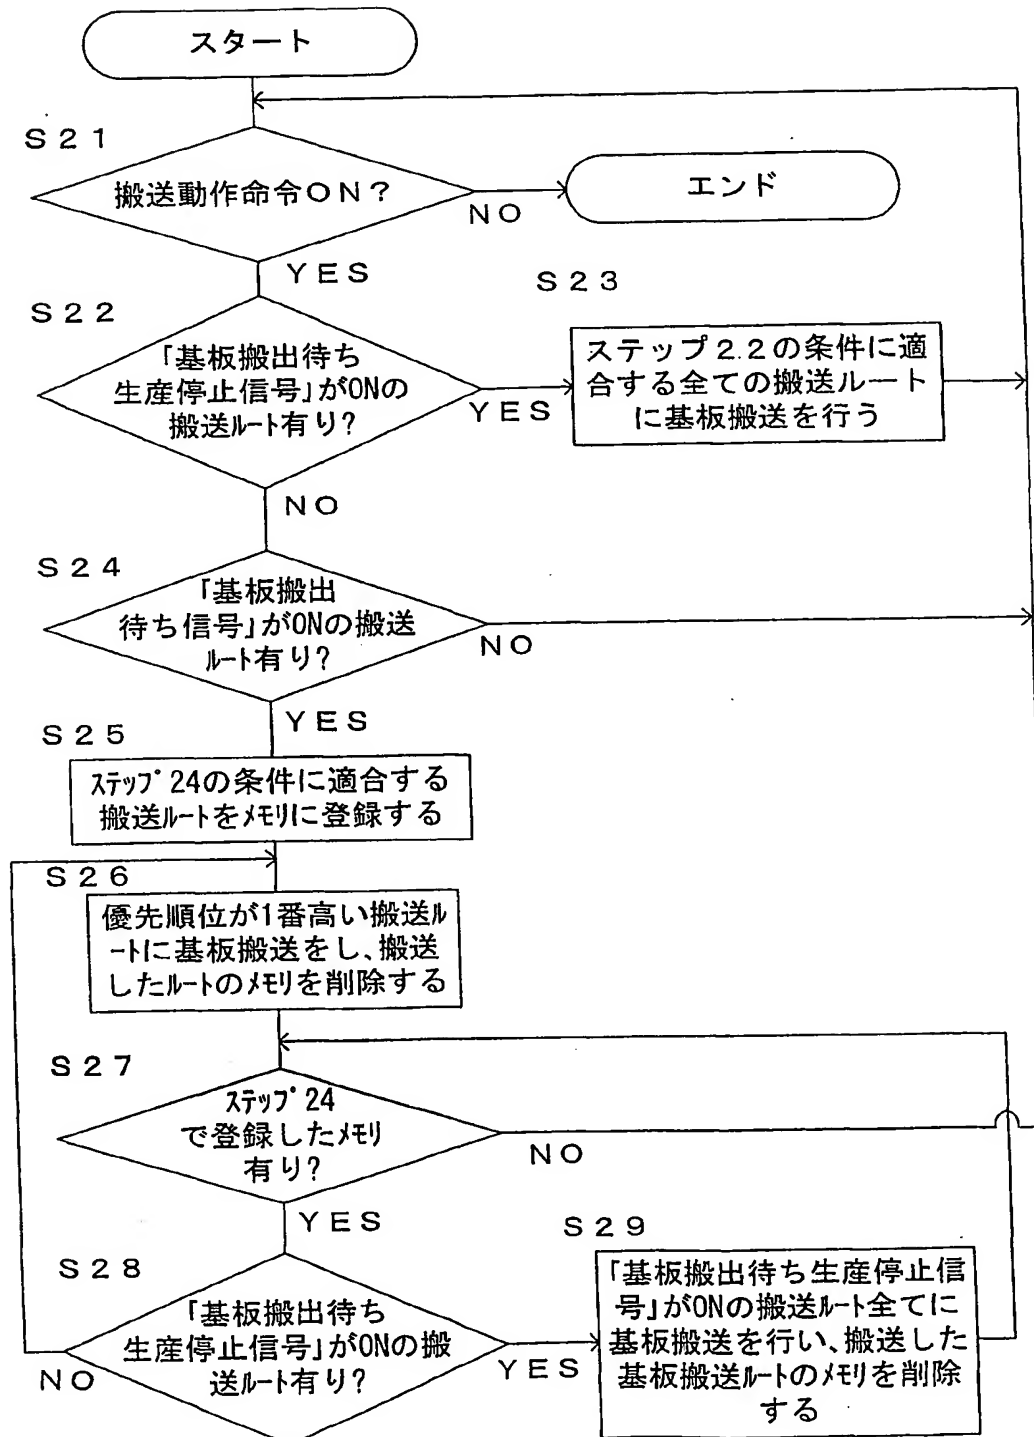 スタート
S21
搬送動作命令ON?
NO
エンド
YES
S22
「基板搬出待ち
生産停止信号」がONの
搬送ルート有り?
YES
S23
ステップ2.2の条件に適
合する全ての搬送ルート
に基板搬送を行う
NO
S24
「基板搬出
待ち信号」がONの搬送
ルート有り?
NO
YES
S25
ステップ24の条件に適合する
搬送ルートをメモリに登録する
S26
優先順位が1番高い搬送ル
ートに基板搬送をし、搬送
したルートのメモリを削除する
S27
ステップ24
で登録したメモリ
有り?
NO
YES
S28
「基板搬出待ち
生産停止信号」がONの搬
送ルート有り?
NO
YES
S29
「基板搬出待ち生産停止信
号」がONの搬送ルート全てに
基板搬送を行い、搬送した
基板搬送ルートのメモリを削除
する